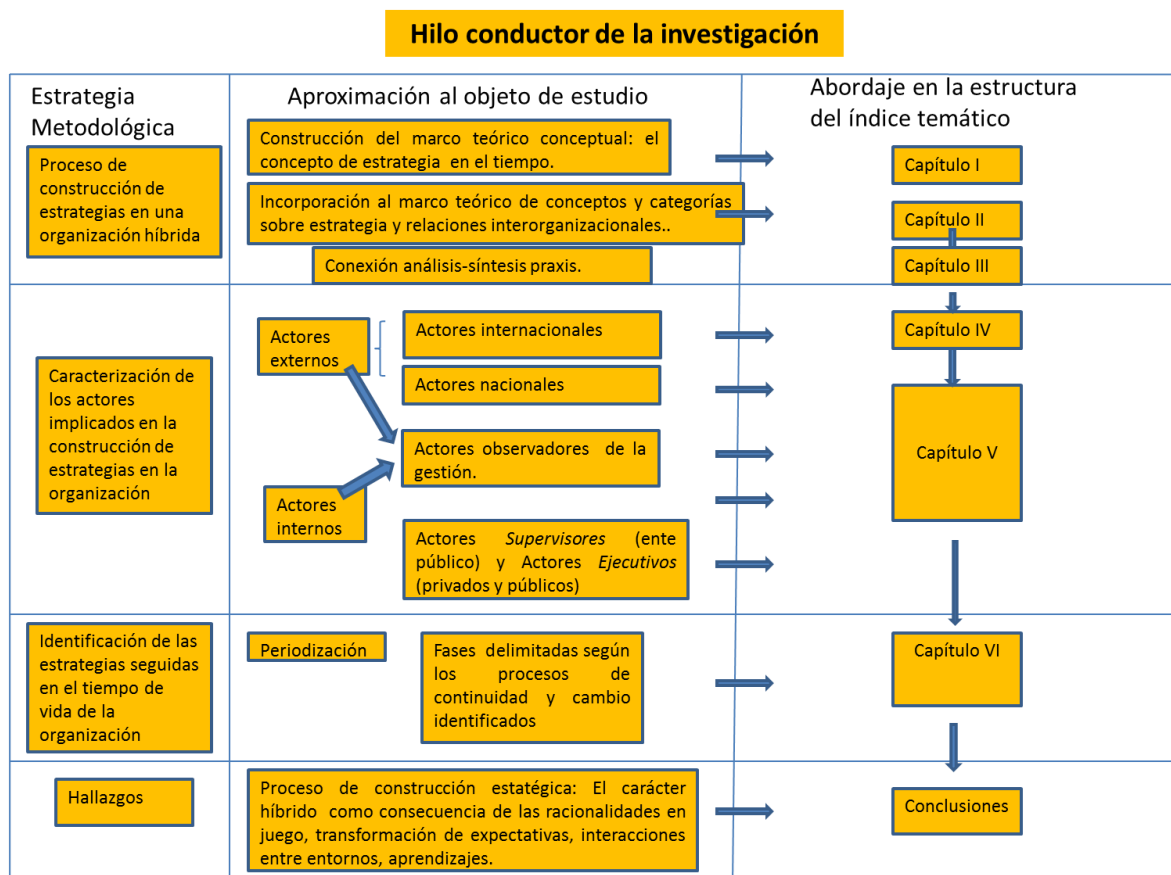 Hilo conductor de la investigación
Estrategia
Metodológica
Aproximación al objeto de estudio
Abordaje en la estructura
del índice temático
Proceso de
construcción de
estrategias en una
organización híbrida
Construcción del marco teórico conceptual: el
concepto de estrategia en el tiempo.
Incorporación al marco teórico de conceptos y categorías
sobre estrategia y relaciones interorganizacionales..
Conexión análisis-síntesis praxis.
Capítulo I
Capítulo II
Capítulo III
Caracterización de
los actores
implicados en la
construcción de
estrategias en la
organización
Actores
externos
Actores internacionales
Actores nacionales
Actores observadores de la
gestión.
Actores
internos
Actores Supervisores (ente
público) y Actores Ejecutivos
(privados y públicos)
Capítulo IV
Capítulo V
Identificación de las
estrategias seguidas
en el tiempo de
vida de la
organización
Periodización
Fases delimitadas según
los procesos de
continuidad y cambio
identificados
Capítulo VI
Hallazgos
Proceso de construcción estatégica: El carácter
híbrido como consecuencia de las racionalidades en
juego, transformación de expectativas, interacciones
entre entornos, aprendizajes.
Conclusiones